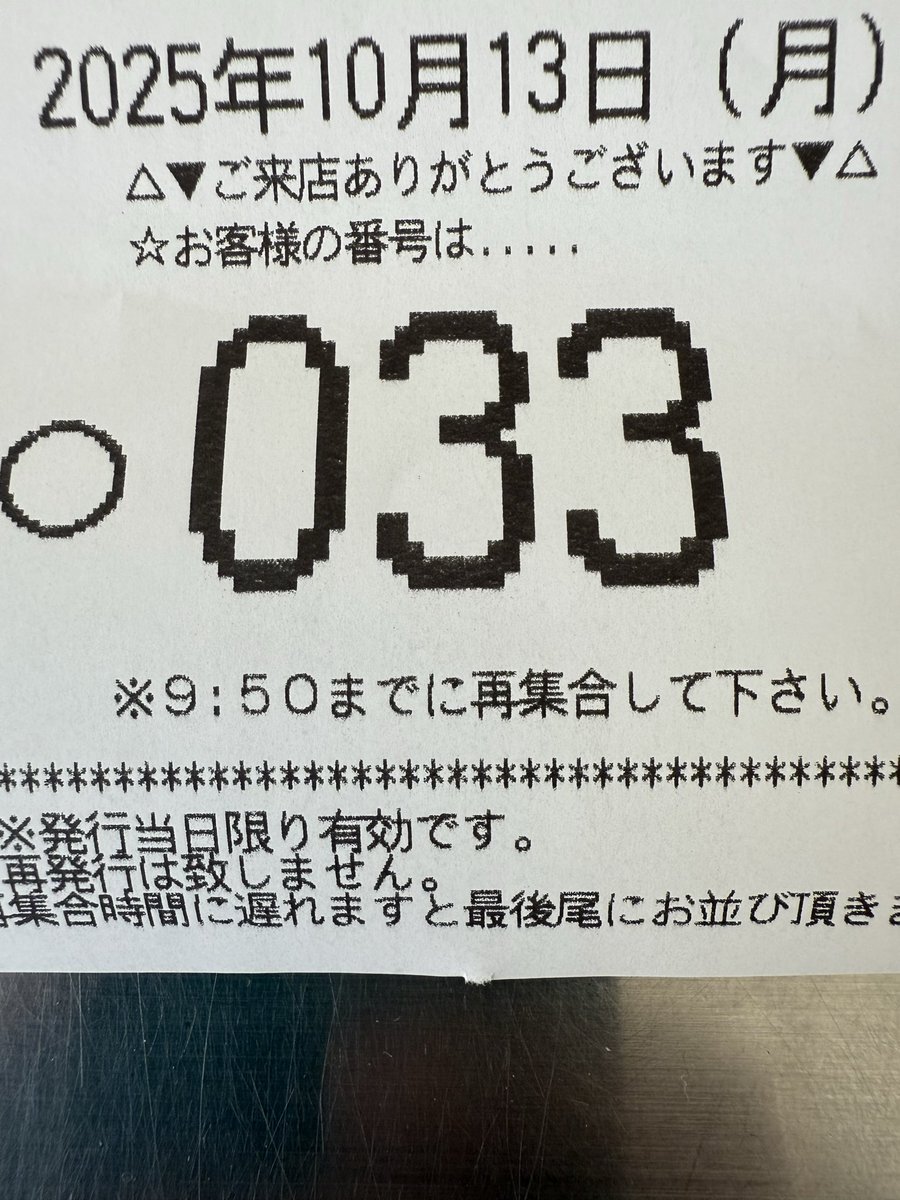 2025年10月13日（月）
△▼ご来店ありがとうございます▼△
☆お客様の番号は.....
○ 033
※9:50までに再集合して下さい。
**************************************
※発行当日限り有効です。
再発行は致しません。
再集合時間に遅れますと最後尾にお並び頂きま